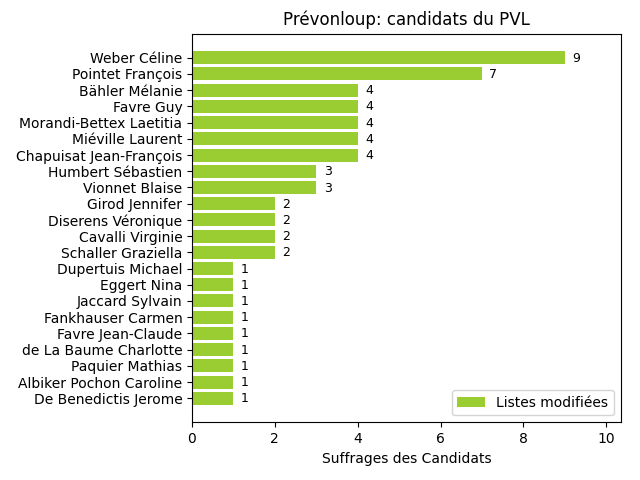 Prévonloup: candidats du PVL
Weber Céline 9
Pointet François 7
Bähler Mélanie 4
Favre Guy 4
Morandi-Bettex Laetitia 4
Miéville Laurent 4
Chapuisat Jean-François 4
Humbert Sébastien 3
Vionnet Blaise 3
Girod Jennifer 2
Diserens Véronique 2
Cavalli Virginie 2
Schaller Graziella 2
Dupertuis Michael 1
Eggert Nina 1
Jaccard Sylvain 1
Fankhauser Carmen 1
Favre Jean-Claude 1
de La Baume Charlotte 1
Paquier Mathias 1
Albiker Pochon Caroline 1
De Benedictis Jerome 1
Listes modifiées
0 2 4 6 8 10
Suffrages des Candidats